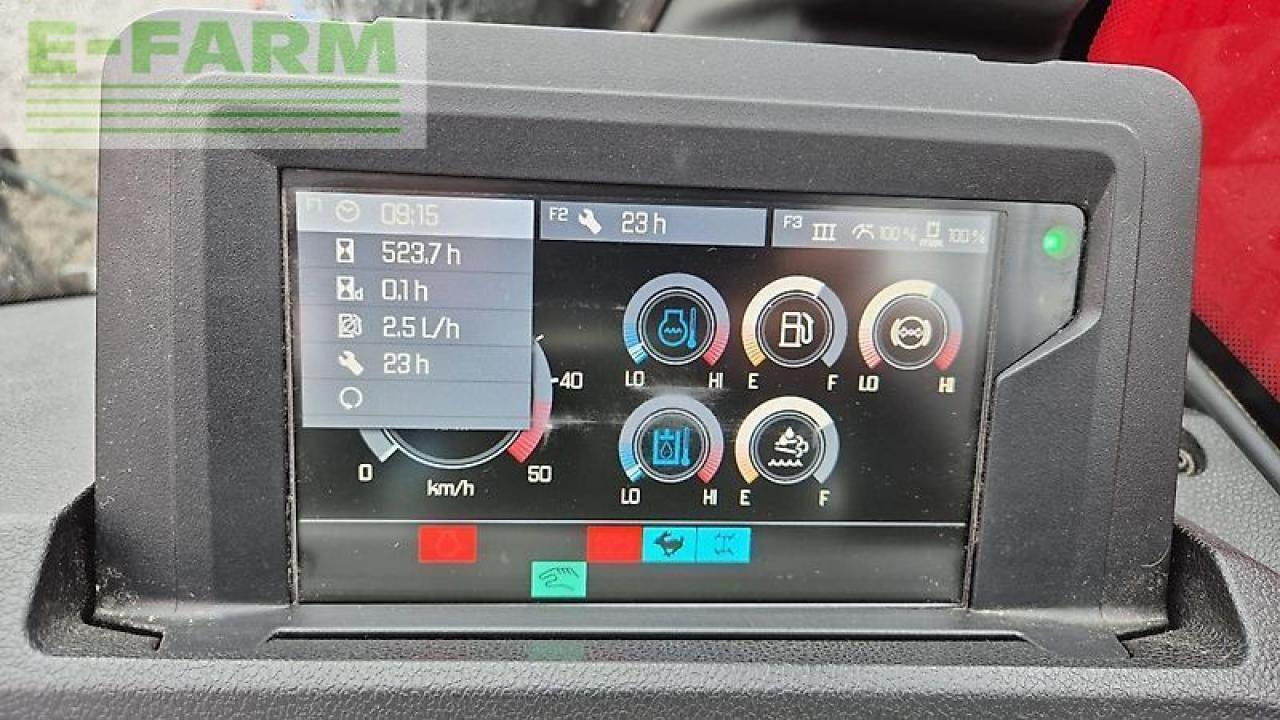 E-FARM
F1 09:15
523.7 h
d 0.1 h
2.5 L/h
23 h
F2 23 h
F3 III 100 % max 100 %
40
0 50
km/h
LO HI E F LO HI
LO HI E F